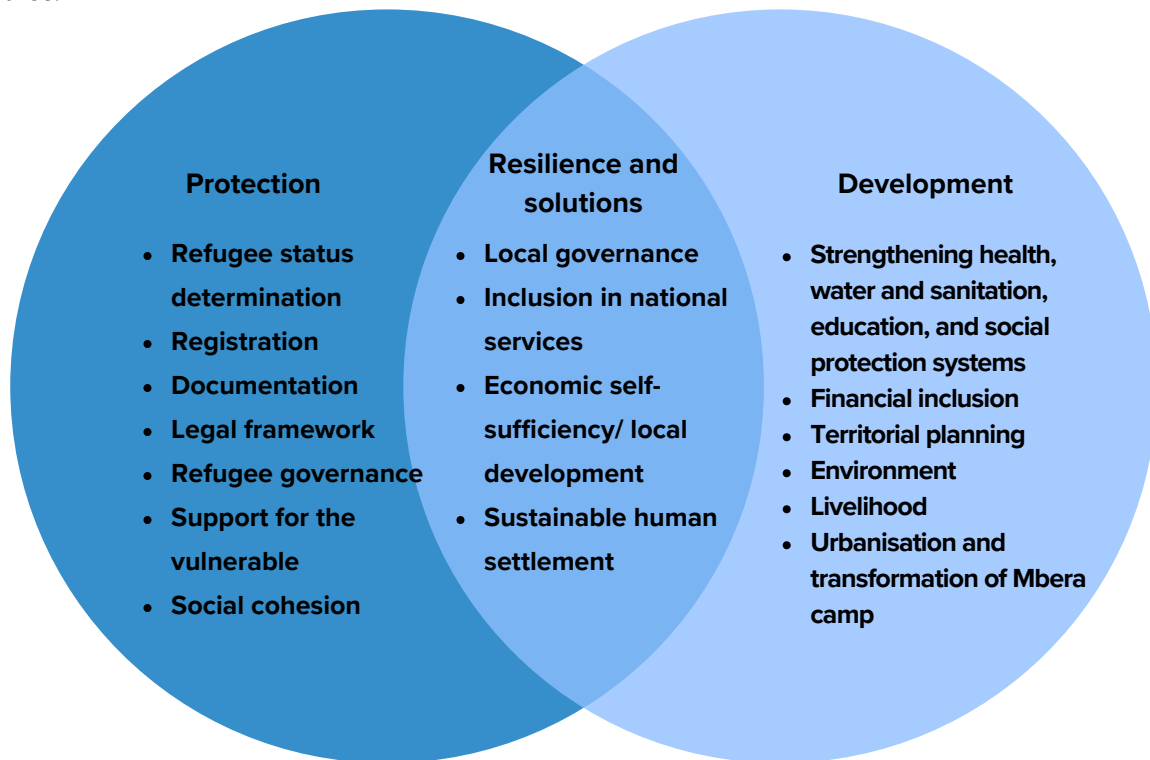 Protection
• Refugee status
determination
• Registration
• Documentation
• Legal framework
• Refugee governance
• Support for the
vulnerable
• Social cohesion
Resilience and
solutions
• Local governance
• Inclusion in national
services
• Economic self-
sufficiency/ local
development
• Sustainable human
settlement
Development
• Strengthening health,
water and sanitation,
education, and social
protection systems
• Financial inclusion
• Territorial planning
• Environment
• Livelihood
• Urbanisation and
transformation of Mbera
camp